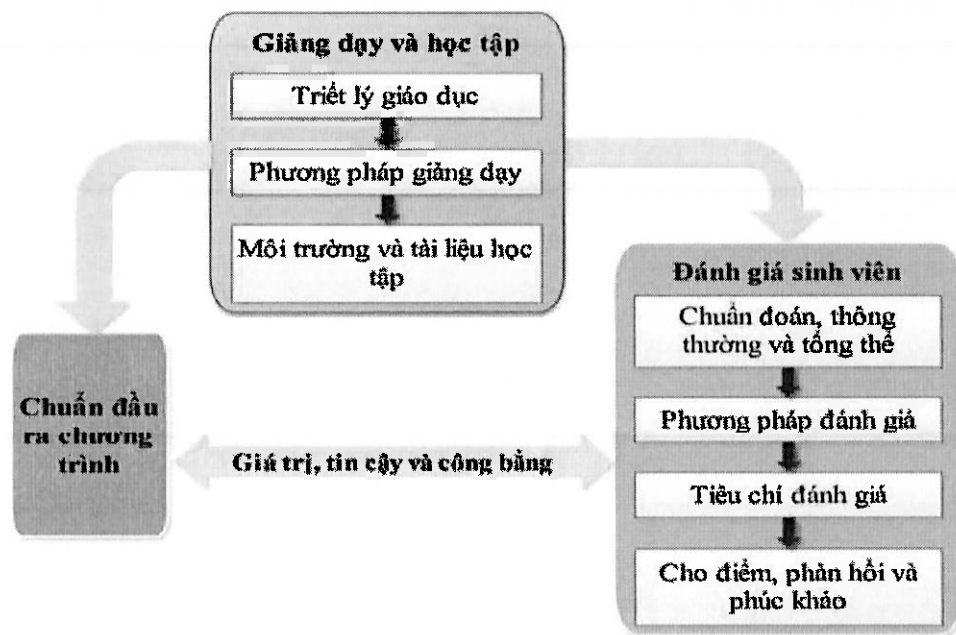 Giảng dạy và học tập
Triết lý giáo dục
Phương pháp giảng dạy
Môi trường và tài liệu học
tập
Đánh giá sinh viên
Chuẩn đoán, thông
thường và tổng thể
Phương pháp đánh giá
Tiêu chí đánh giá
Cho điểm, phản hồi và
phúc khảo
Chuẩn đầu
ra chương
trình
Giá trị, tin cậy và công bằng